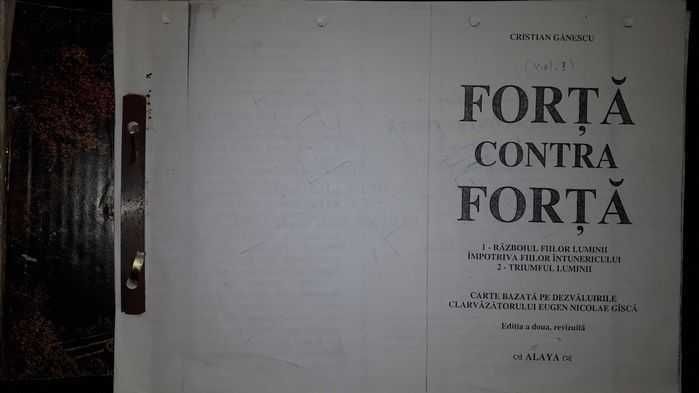 CRISTIAN GĂNESCU
(vol. 3)
FORȚĂ
CONTRA
FORȚĂ
1 - RĂZBOIUL FIILOR LUMINII
ÎMPOTRIVA FIILOR ÎNTUNERICULUI
2 - TRIUMFUL LUMINII
CARTE BAZATĂ PE DEZVĂLUIRILE
CLARVĂZĂTORULUI EUGEN NICOLAE GÎSCĂ
Ediția a doua, revizuită
ALAYA